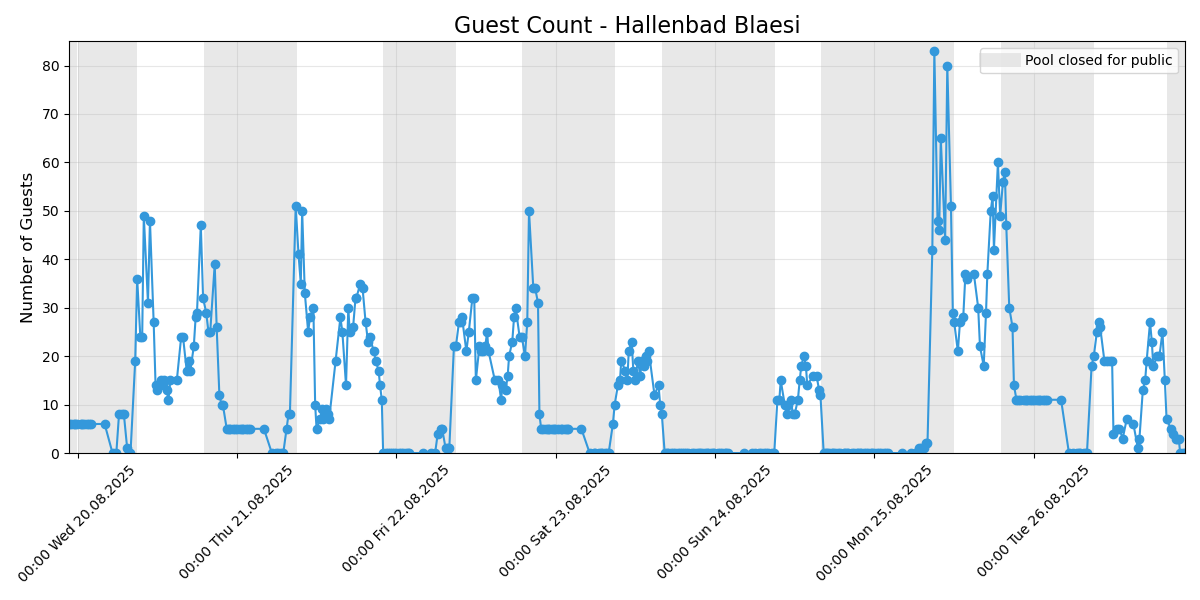 Guest Count - Hallenbad Blaesi
Pool closed for public
Number of Guests
80
70
60
50
40
30
20
10
0
00:00 Wed 20.08.2025
00:00 Thu 21.08.2025
00:00 Fri 22.08.2025
00:00 Sat 23.08.2025
00:00 Sun 24.08.2025
00:00 Mon 25.08.2025
00:00 Tue 26.08.2025